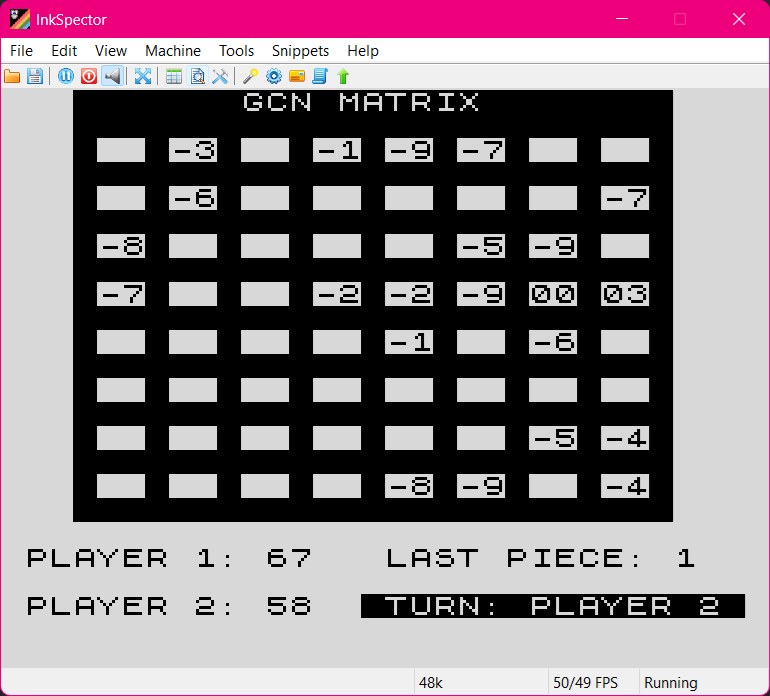 InkSpector
File Edit View Machine Tools Snippets Help
GCN MATRIX
-3 -1 -9 -7
-6 -7
-8 -5 -9
-7 -2 -2 -9 00 03
-1 -6
-5 -4
-8 -9 -4
PLAYER 1: 67 LAST PIECE: 1
PLAYER 2: 58 TURN: PLAYER 2
48k 50/49 FPS Running